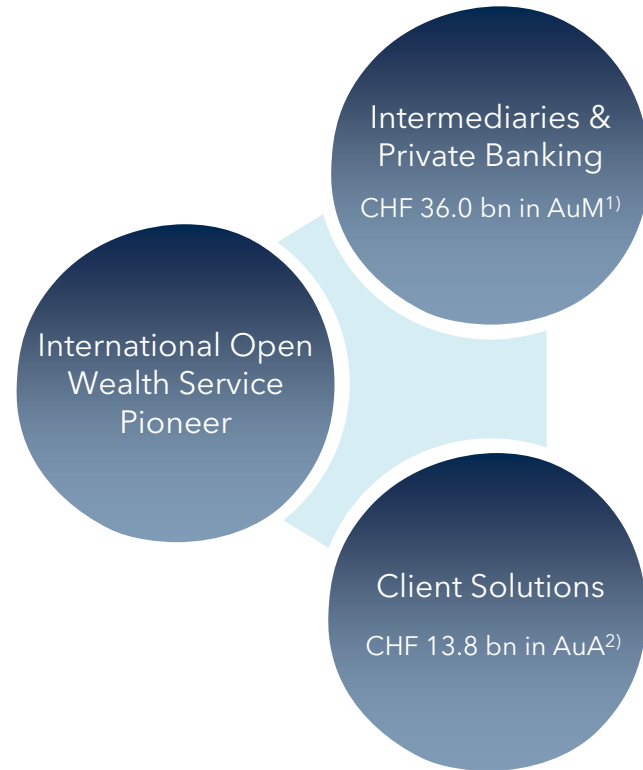 Intermediaries &
Private Banking
CHF 36.0 bn in AuM¹⁾
International Open
Wealth Service
Pioneer
Client Solutions
CHF 13.8 bn in AuA²⁾